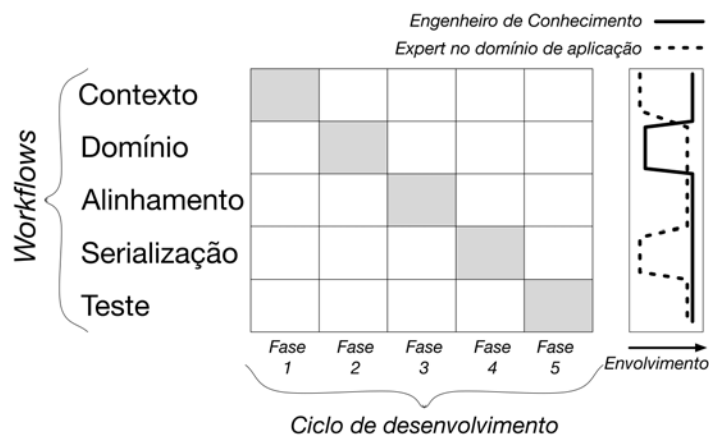 Engenheiro de Conhecimento
Expert no domínio de aplicação
Workflows
Contexto
Domínio
Alinhamento
Serialização
Teste
Fase 1
Fase 2
Fase 3
Fase 4
Fase 5
Envolvimento
Ciclo de desenvolvimento